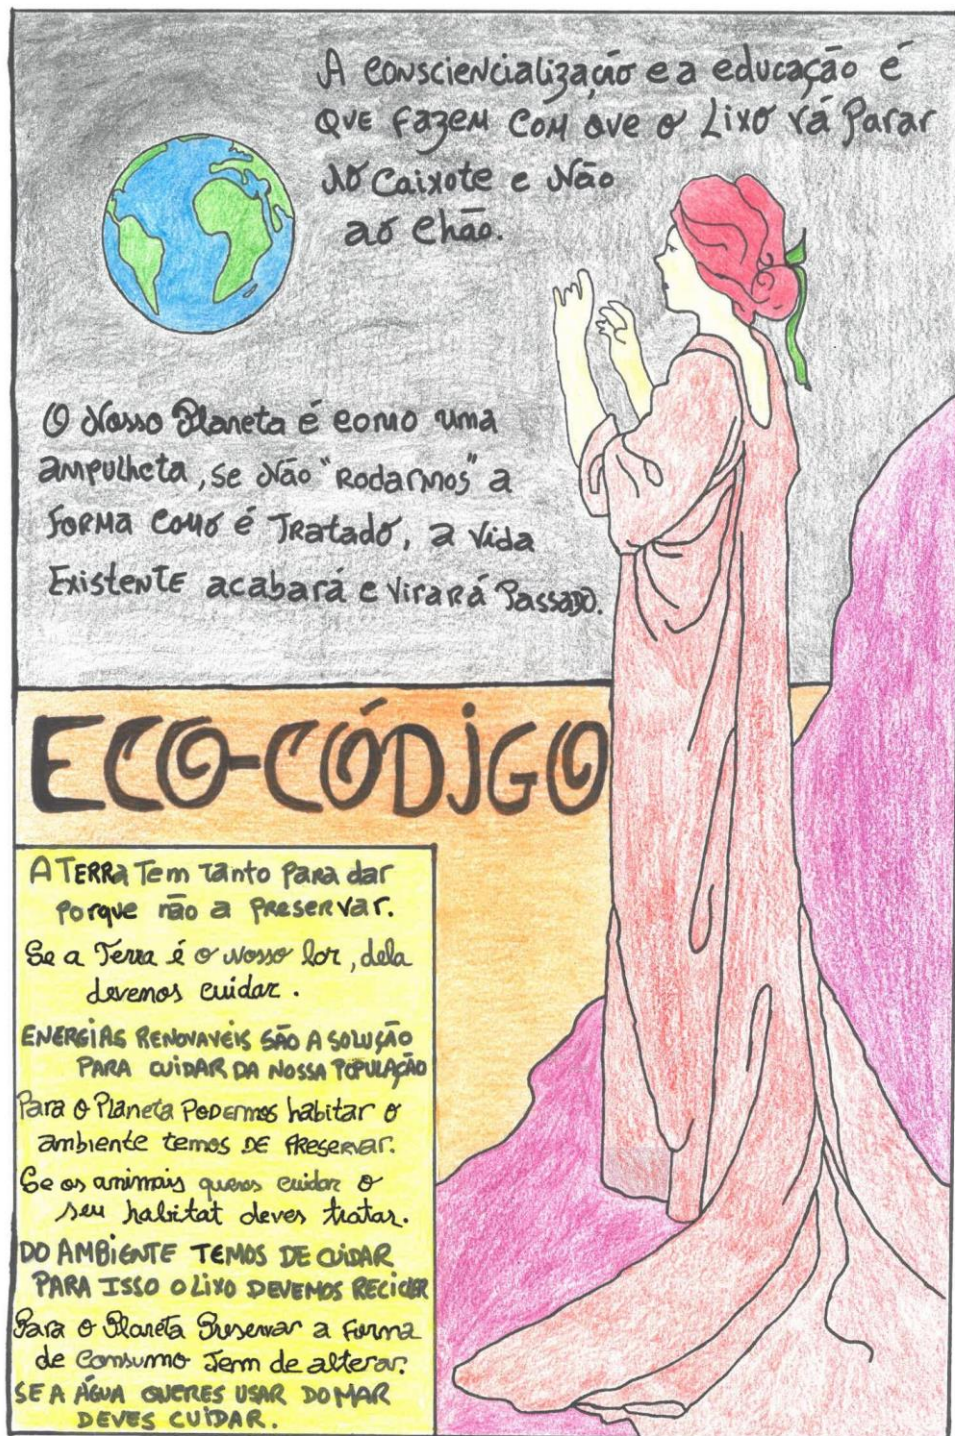 A consciencialização e a educação é
que fazem com que o lixo vá parar
no caixote e não
ao chão.
O nosso Planeta é como uma
ampulheta, se não "rodarmos" a
forma como é tratado, a vida
existente acabará e virará passado.
ECO-CÓDIGO
A TERRA Tem tanto para dar
porque não a preservar.
Se a Terra é o nosso lar, dela
devemos cuidar.
ENERGIAS RENOVAVÉIS SÃO A SOLUÇÃO
PARA CUIDAR DA NOSSA POPULAÇÃO
Para o Planeta Podermos habitar o
ambiente temos DE PRESERVAR.
Se os animais queres cuidar o
seu habitat deves tratar.
DO AMBIENTE TEMOS DE CUIDAR
PARA ISSO O LIXO DEVEMOS
Para o Planeta Preservar a forma
de consumo tem de alterar.
SE A ÁGUA QUERES USAR DO MAR
DEVES CUIDAR.